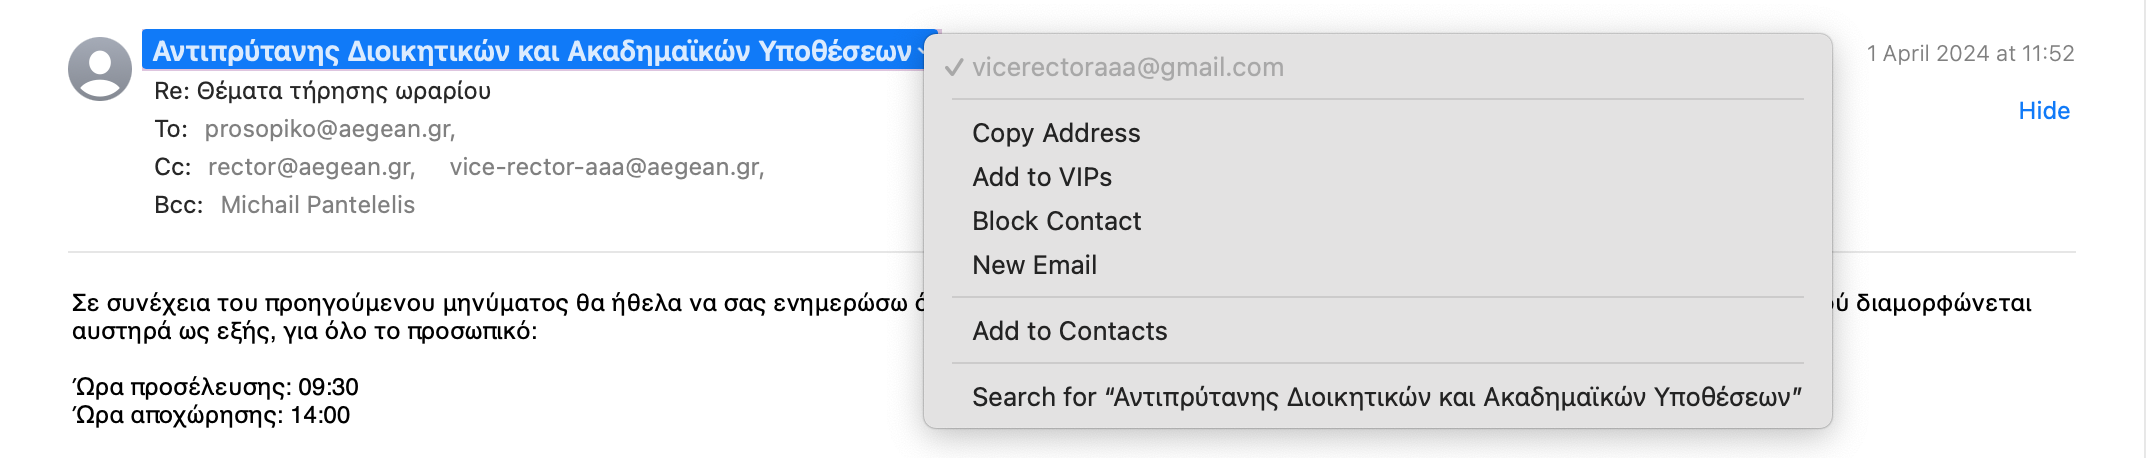 Αντιπρύτανης Διοικητικών και Ακαδημαϊκών Υποθέσεων
1 April 2024 at 11:52
Re: Θέματα τήρησης ωραρίου
Hide
To: prosopiko@aegean.gr,
Cc: rector@aegean.gr, vice-rector-aaa@aegean.gr,
Bcc: Michail Pantelelis
vicerectoraaa@gmail.com
Copy Address
Add to VIPs
Block Contact
New Email
Add to Contacts
Search for “Αντιπρύτανης Διοικητικών και Ακαδημαϊκών Υποθέσεων”
Σε συνέχεια του προηγούμενου μηνύματος θα ήθελα να σας ενημερώσω διαμορφώνεται
αυστηρά ως εξής, για όλο το προσωπικό:
Ώρα προσέλευσης: 09:30
Ώρα αποχώρησης: 14:00